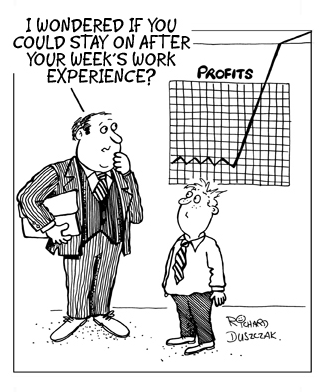 I WONDERED IF YOU
COULD STAY ON AFTER
YOUR WEEK'S WORK
EXPERIENCE?
PROFITS
RICHARD
DUSZCZAK.